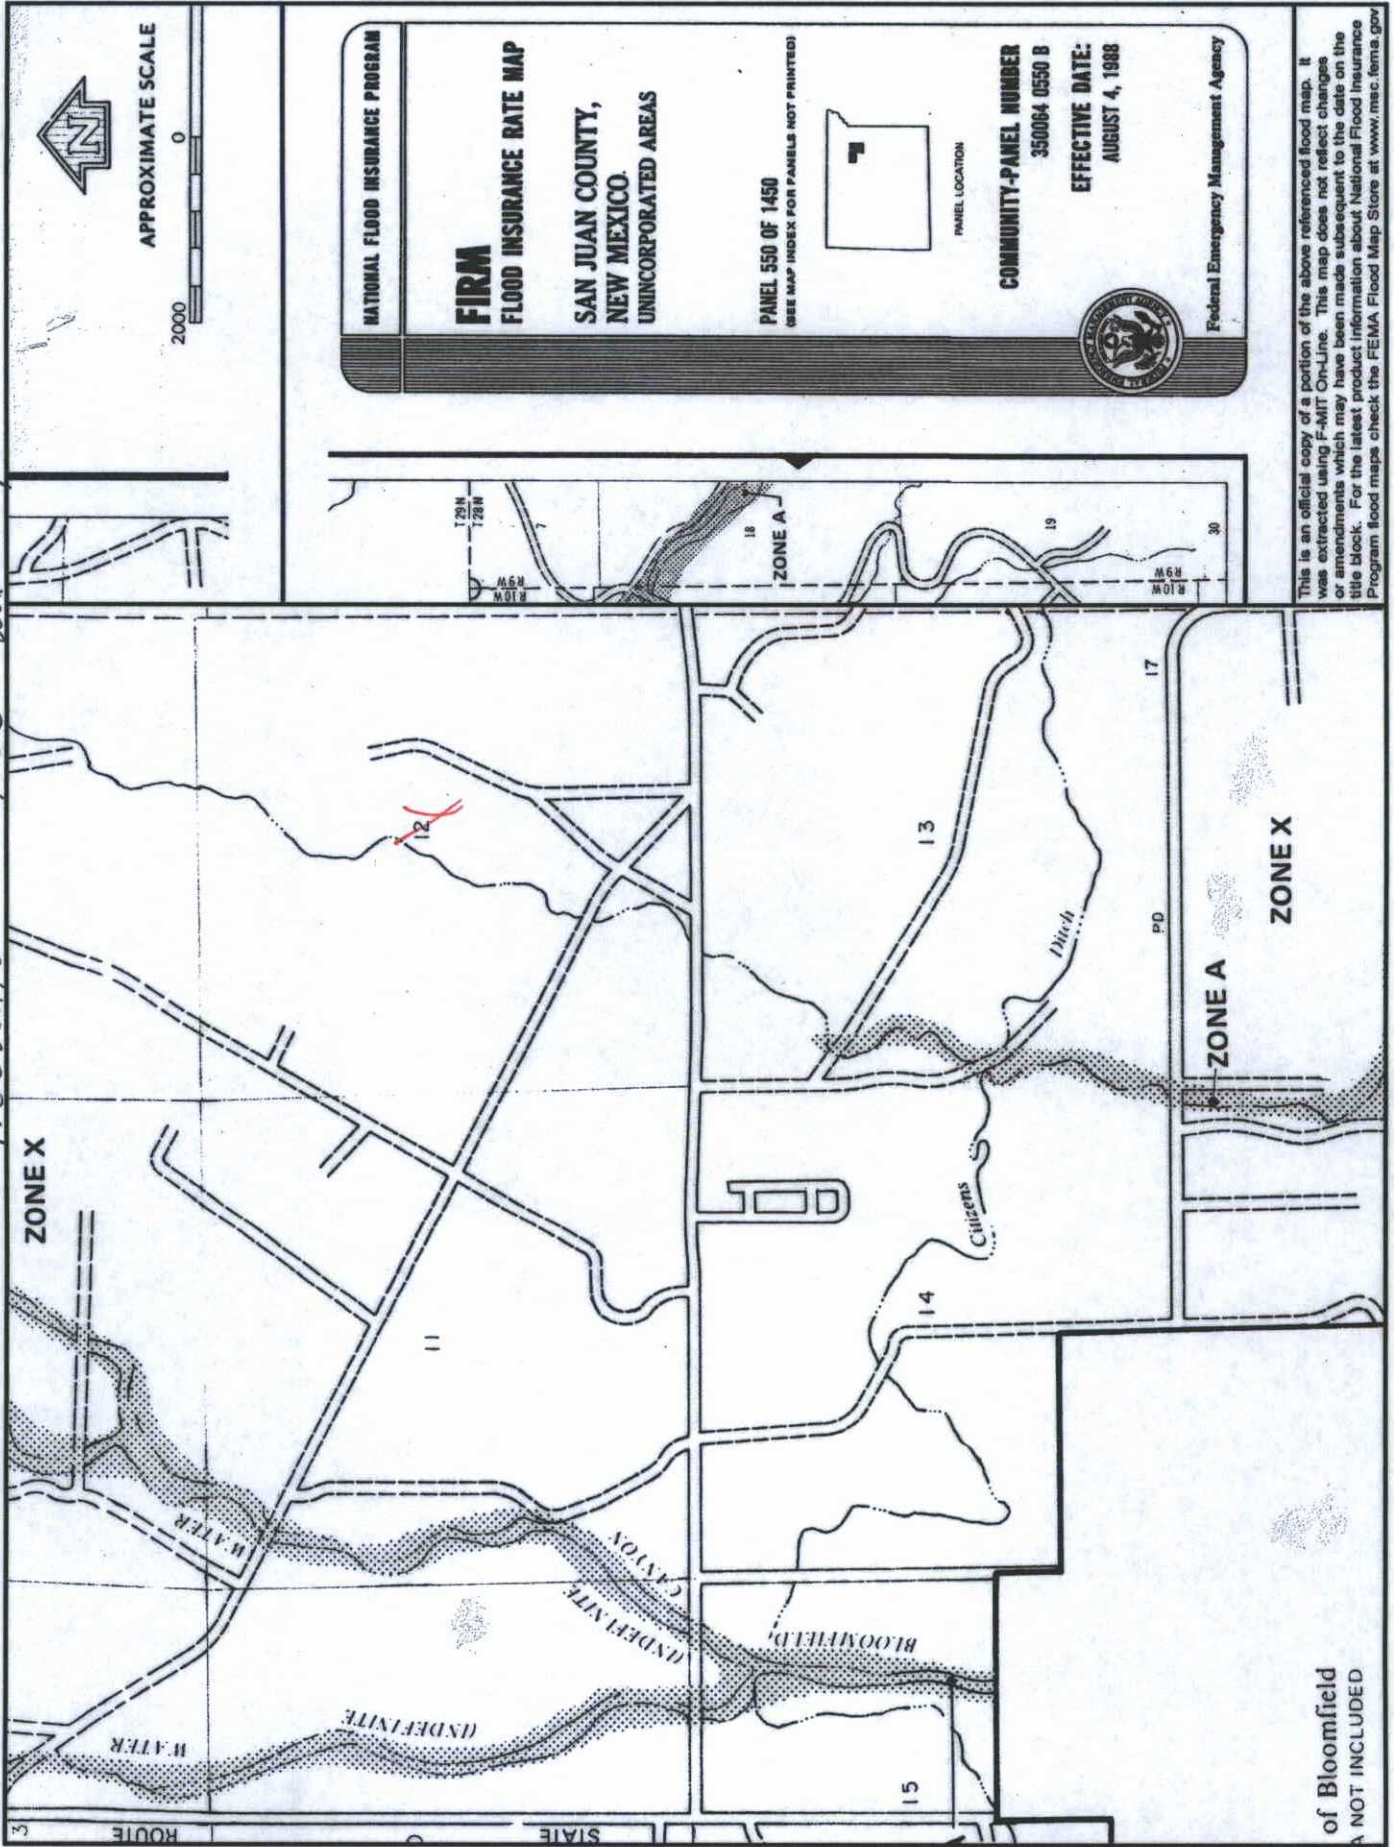 APPROXIMATE SCALE
2000 0
N
NATIONAL FLOOD INSURANCE PROGRAM
FIRM
FLOOD INSURANCE RATE MAP
SAN JUAN COUNTY,
NEW MEXICO
UNINCORPORATED AREAS
PANEL 550 OF 1450
(SEE MAP INDEX FOR PANELS NOT PRINTED)
PANEL LOCATION
COMMUNITY-PANEL NUMBER
350064 0550 B
EFFECTIVE DATE:
AUGUST 4, 1988
Federal Emergency Management Agency
This is an official copy of a portion of the above referenced flood map. It
was extracted using F-MIT On-Line. This map does not reflect changes
or amendments which may have been made subsequent to the date on the
title block. For the latest product information about National Flood Insurance
Program flood maps check the FEMA Flood Map Store at www.msc.fema.gov
T29N
T28N
R10W
R9W
7
18
ZONE A
19
R10W
R9W
30
ZONE X
12
11
13
14
15
17
3
PD
Ditch
Citizens
ZONE A
ZONE X
WATER
CANYON
(INDEFINITE
BLOOMFIELD
WATER
(INDEFINITE
ROUTE
STATE
of Bloomfield
A NOT INCLUDED